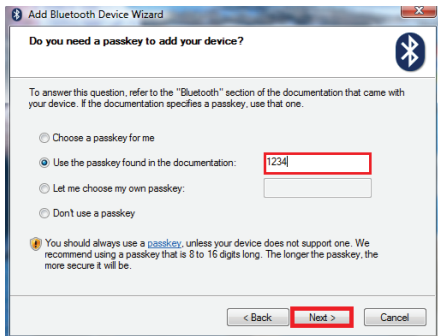 Add Bluetooth Device Wizard
Do you need a passkey to add your device?
To answer this question, refer to the "Bluetooth" section of the documentation that came with
your device. If the documentation specifies a passkey, use that one.
Choose a passkey for me
Use the passkey found in the documentation: 1234
Let me choose my own passkey:
Don't use a passkey
You should always use a passkey, unless your device does not support one. We
recommend using a passkey that is 8 to 16 digits long. The longer the passkey, the
more secure it will be.
< Back Next > Cancel